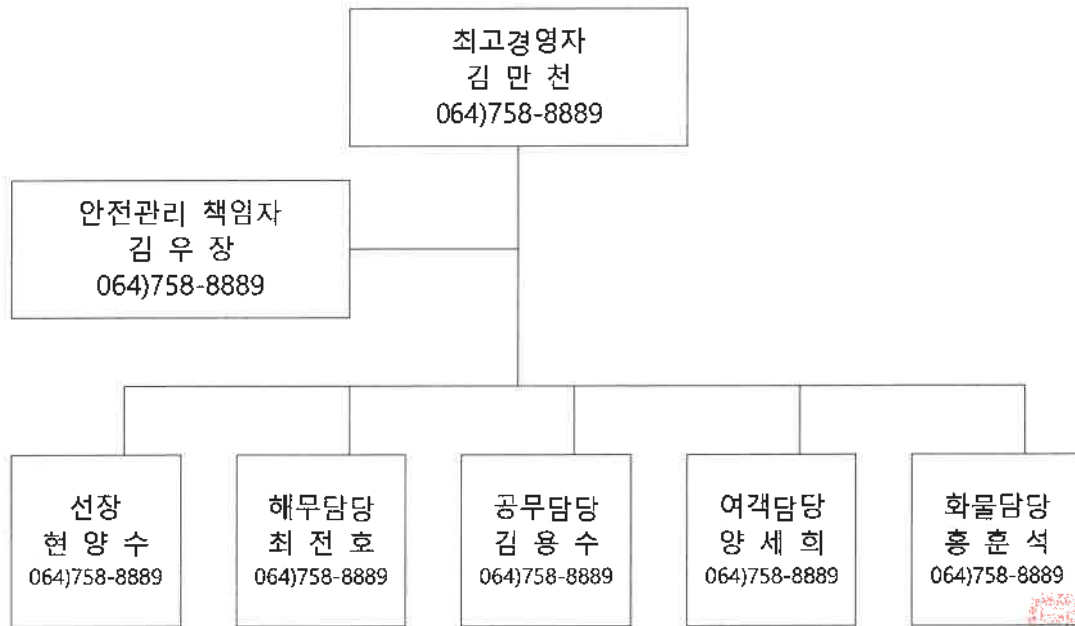 최고경영자
김 만 천
064)758-8889
안전관리 책임자
김 우 장
064)758-8889
선장
현 양 수
064)758-8889
해무담당
최 전 호
064)758-8889
공무담당
김 용 수
064)758-8889
여객담당
양 세 희
064)758-8889
화물담당
홍 훈 석
064)758-8889